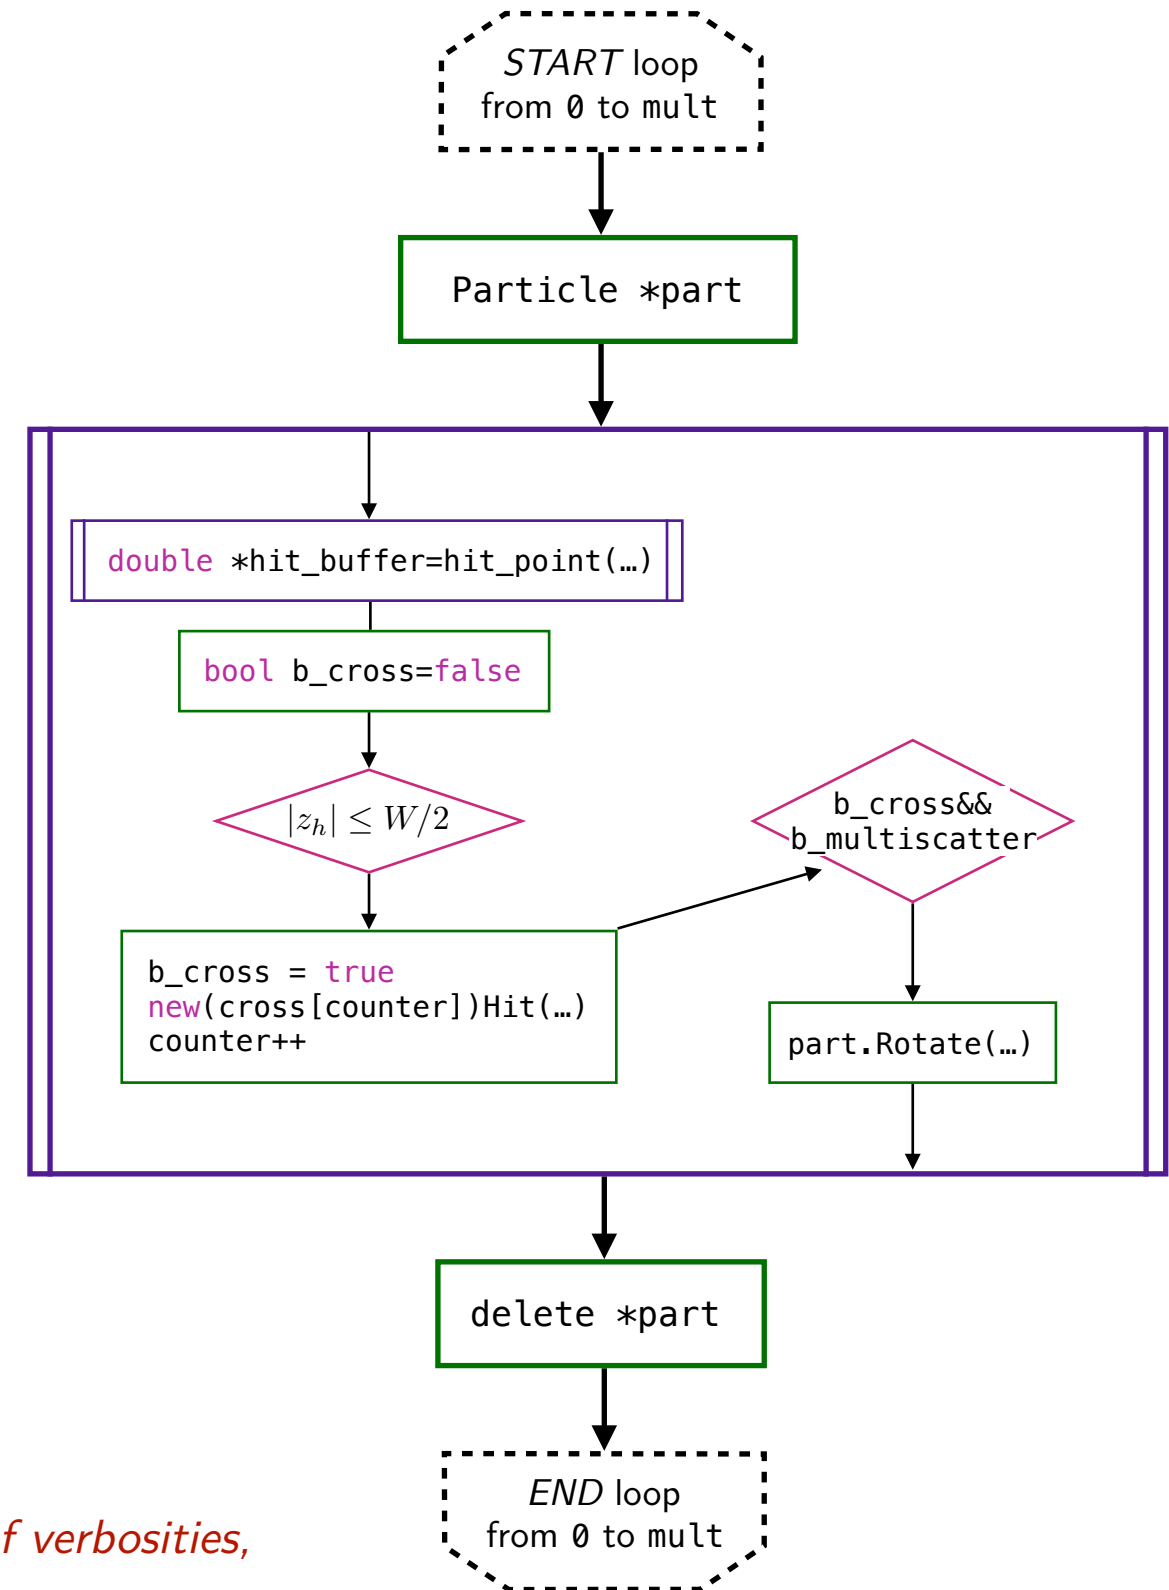 START loop
from 0 to mult
Particle *part
double *hit_buffer=hit_point(…)
bool b_cross=false
|z_h| ≤ W/2
b_cross = true
new(cross[counter])Hit(…)
counter++
b_cross&&
b_multiscatter
part.Rotate(…)
delete *part
END loop
from 0 to mult
f verbosities,